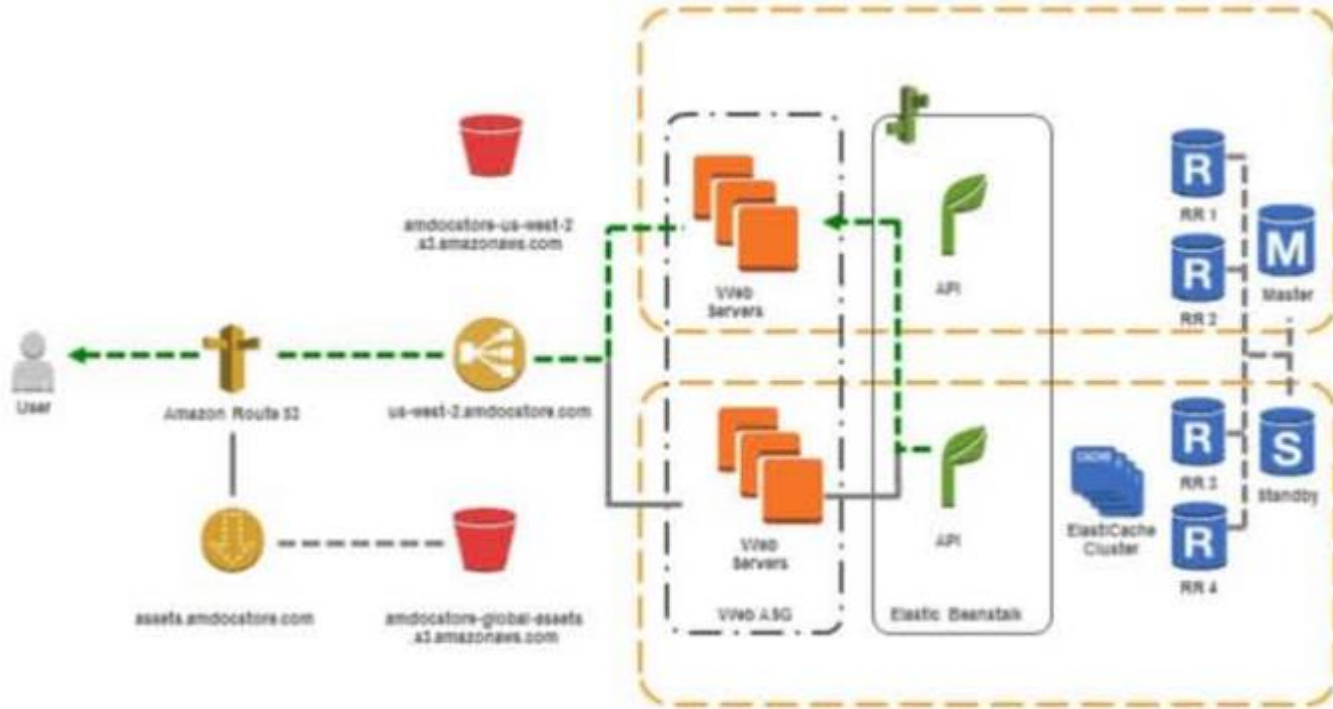 amdocstore-us-west-2
.s3.amazonaws.com
Web
Servers
API
R
RR 1
R
RR 2
M
Master
User
Amazon Route 53
us-west-2.amdocstore.com
assets.amdocstore.com
amdocstore-global-assets
.s3.amazonaws.com
Web
Servers
Web ASG
API
Elastic Beanstalk
CACHE
ElastiCache
Cluster
R
RR 3
R
RR 4
S
Standby